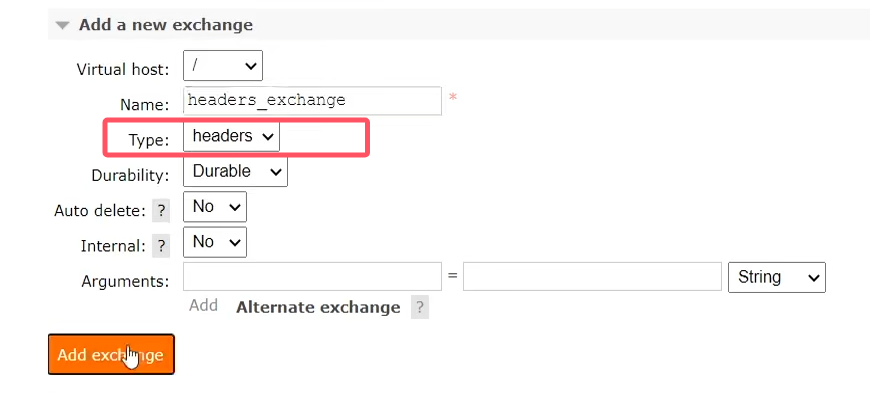 Add a new exchange
Virtual host: /
Name: headers_exchange *
Type: headers
Durability: Durable
Auto delete: ? No
Internal: ? No
Arguments: = String
Add Alternate exchange ?
Add exchange